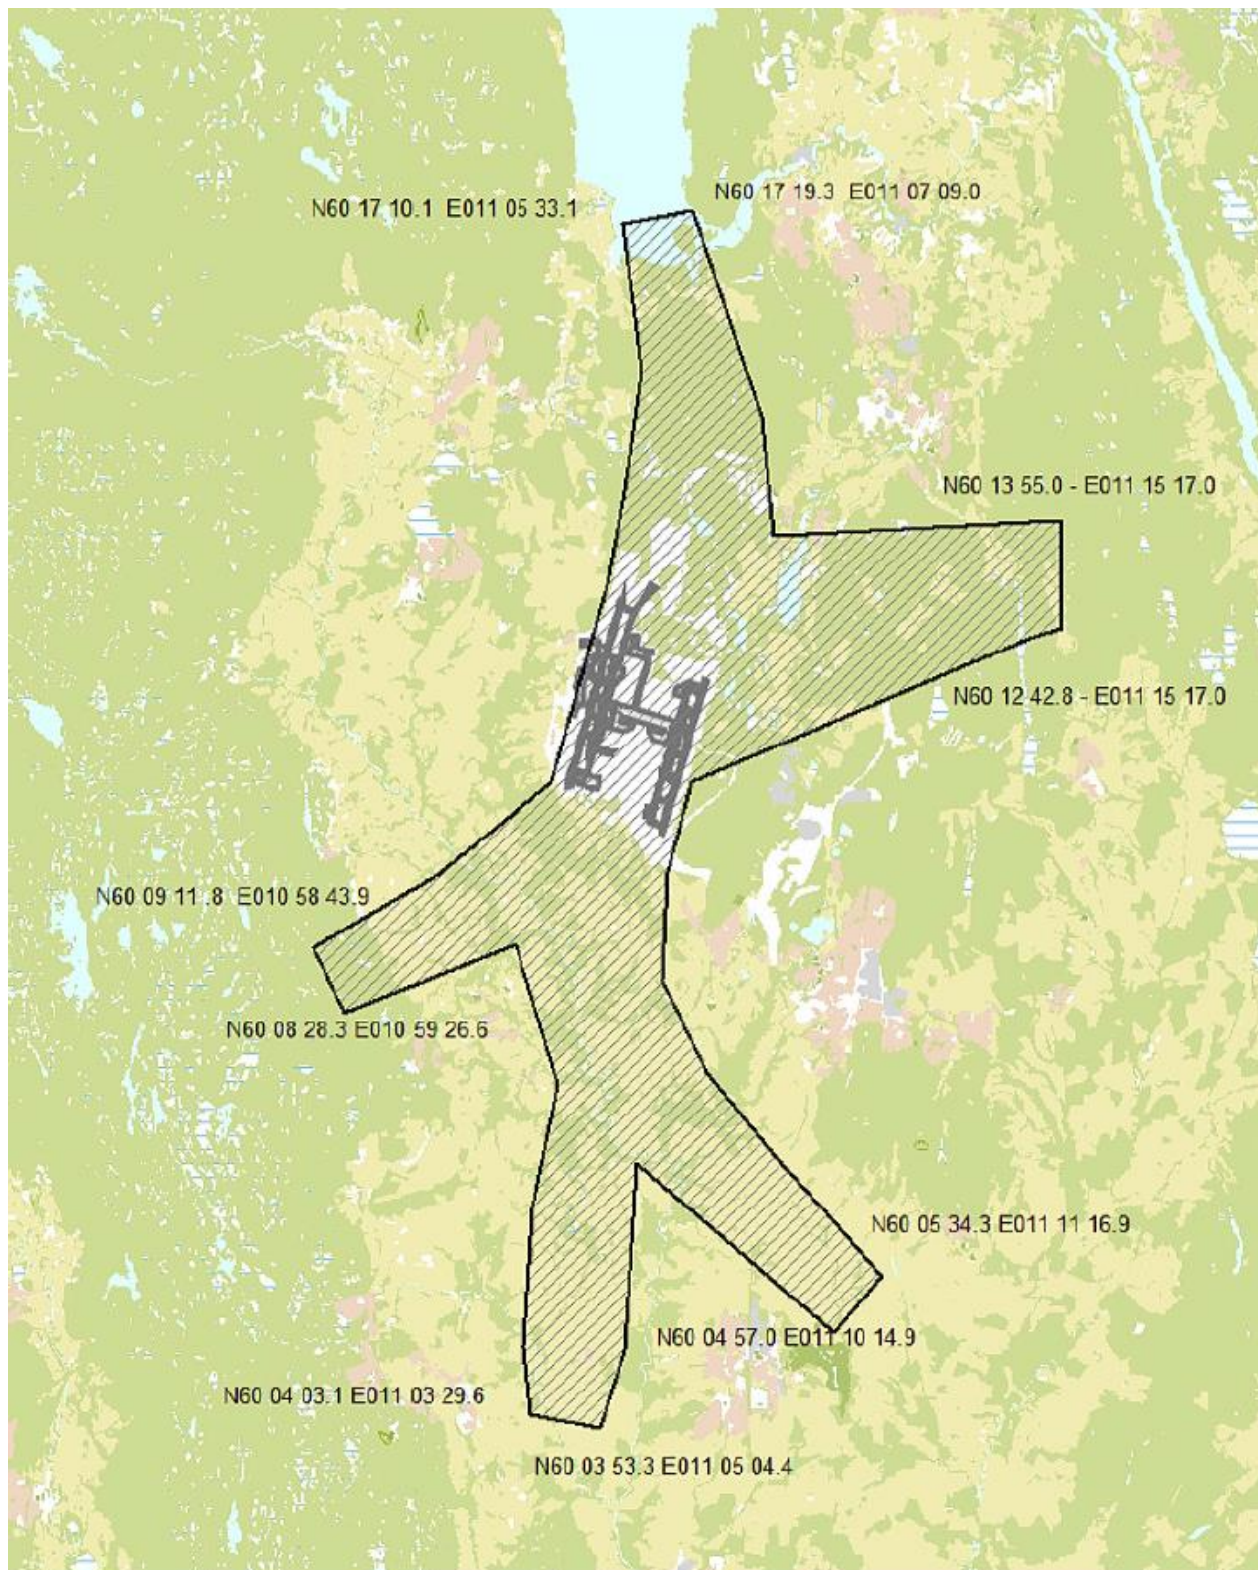 N60 17 10.1 E011 05 33.1
N60 17 19.3 E011 07 09.0
N60 13 55.0 - E011 15 17.0
N60 12 42.8 - E011 15 17.0
N60 09 11.8 E010 58 43.9
N60 08 28.3 E010 59 26.6
N60 05 34.3 E011 11 16.9
N60 04 57.0 E011 10 14.9
N60 04 03.1 E011 03 29.6
N60 03 53.3 E011 05 04.4